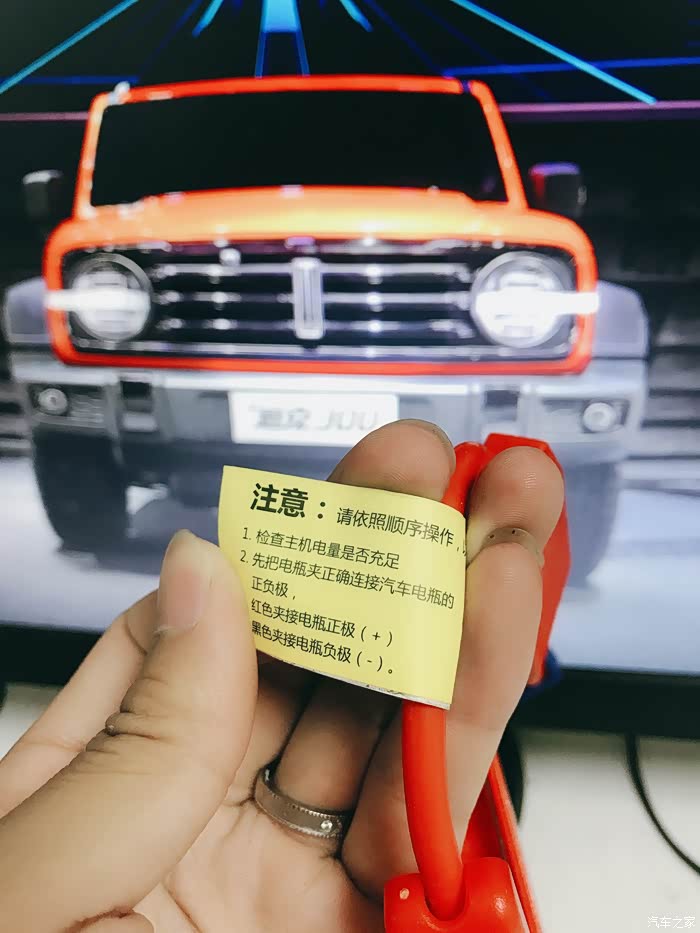 注意：请依照顺序操作，
1. 检查主机电量是否充足
2. 先把电瓶夹正确连接汽车电瓶的
正负极，
红色夹接电瓶正极（+）
黑色夹接电瓶负极（-）。
汽车之家